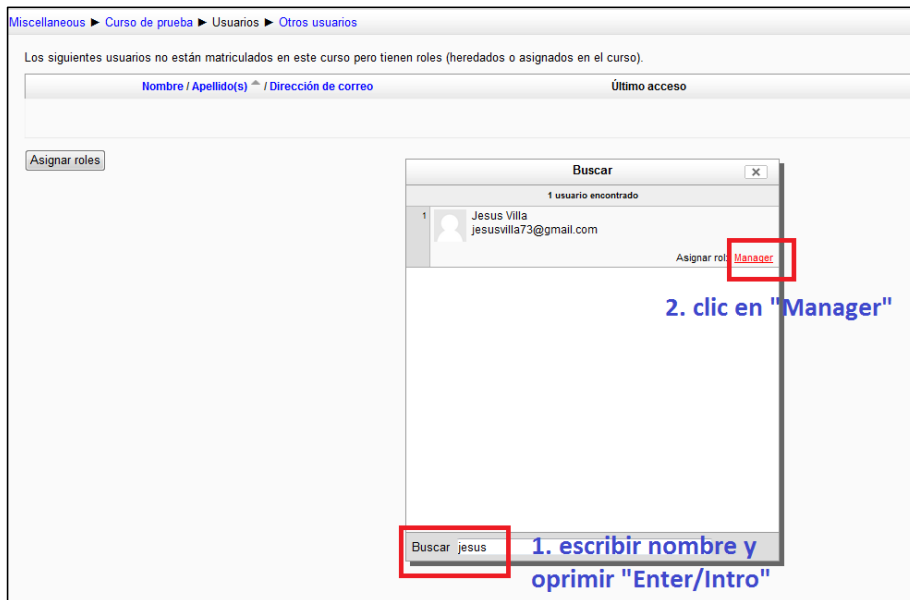 Miscellaneous ► Curso de prueba ► Usuarios ► Otros usuarios
Los siguientes usuarios no están matriculados en este curso pero tienen roles (heredados o asignados en el curso).
Nombre / Apellido(s) / Dirección de correo Último acceso
Asignar roles
Buscar
1 usuario encontrado
1 Jesus Villa
jesusvilla73@gmail.com
Asignar rol: Manager
2. clic en "Manager"
Buscar jesus
1. escribir nombre y
oprimir "Enter/Intro"